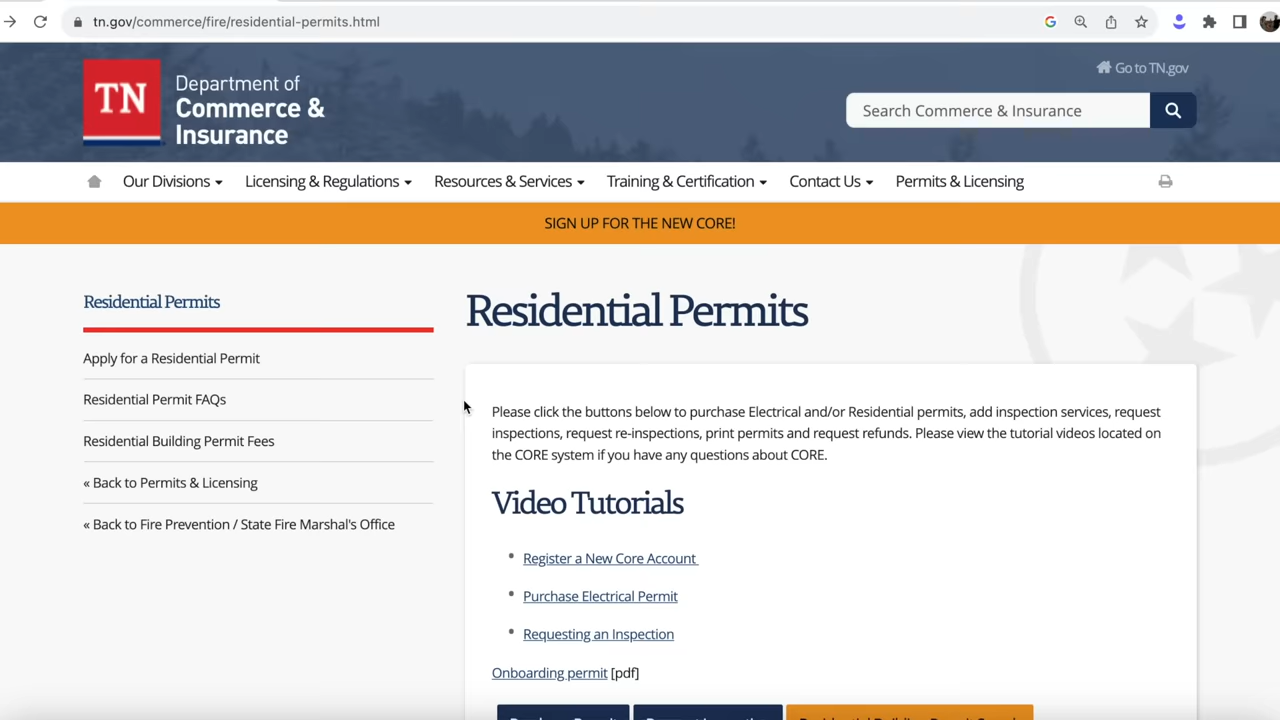 tn.gov/commerce/fire/residential-permits.html
Go to TN.gov
TN
Department of
Commerce &
Insurance
Search Commerce & Insurance
Our Divisions
Licensing & Regulations
Resources & Services
Training & Certification
Contact Us
Permits & Licensing
SIGN UP FOR THE NEW CORE!
Residential Permits
Apply for a Residential Permit
Residential Permit FAQs
Residential Building Permit Fees
« Back to Permits & Licensing
« Back to Fire Prevention / State Fire Marshal's Office
Residential Permits
Please click the buttons below to purchase Electrical and/or Residential permits, add inspection services, request
inspections, request re-inspections, print permits and request refunds. Please view the tutorial videos located on
the CORE system if you have any questions about CORE.
Video Tutorials
• Register a New Core Account
• Purchase Electrical Permit
• Requesting an Inspection
Onboarding permit [pdf]